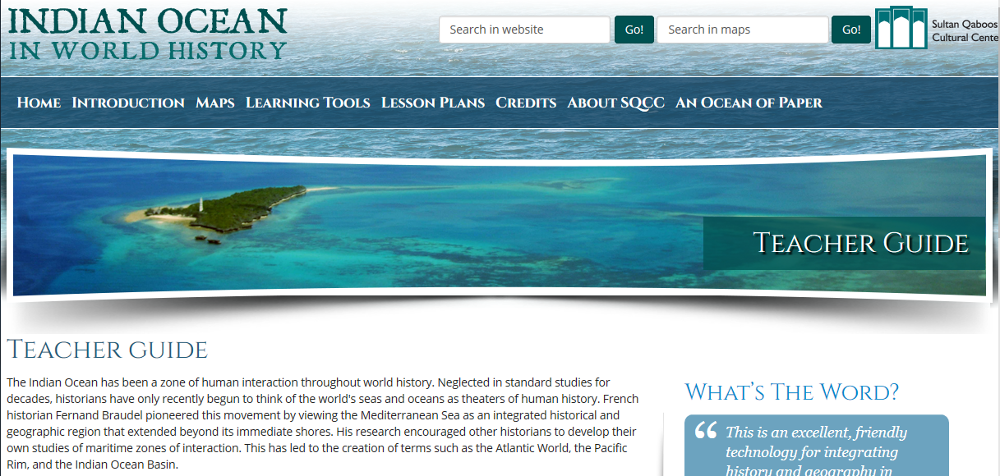 INDIAN OCEAN
IN WORLD HISTORY
Search in website
Go!
Search in maps
Go!
Sultan Qaboos
Cultural Cente
Home Introduction Maps Learning Tools Lesson Plans Credits About SQCC An Ocean of Paper
Teacher Guide
Teacher guide
The Indian Ocean has been a zone of human interaction throughout world history. Neglected in standard studies for
decades, historians have only recently begun to think of the world's seas and oceans as theaters of human history. French
historian Fernand Braudel pioneered this movement by viewing the Mediterranean Sea as an integrated historical and
geographic region that extended beyond its immediate shores. His research encouraged other historians to develop their
own studies of maritime zones of interaction. This has led to the creation of terms such as the Atlantic World, the Pacific
Rim, and the Indian Ocean Basin.
What's The Word?
“ This is an excellent, friendly
technology for integrating
history and geography in